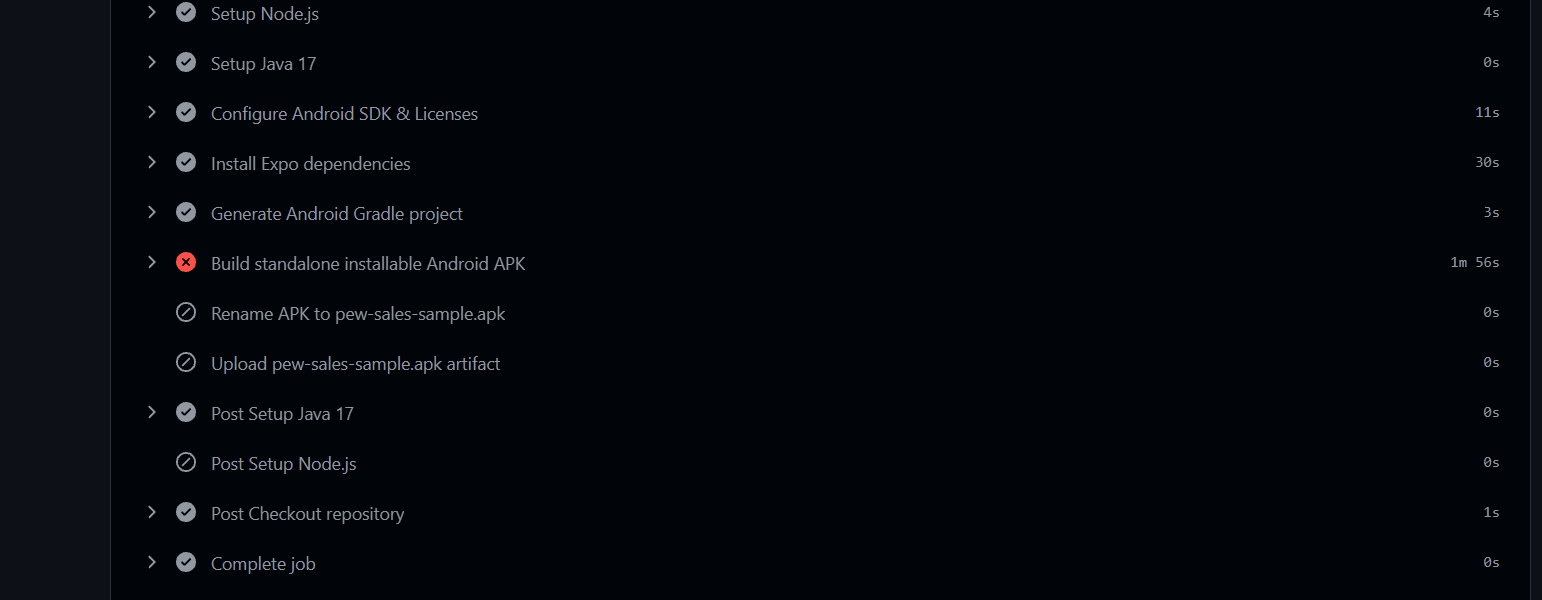 Setup Node.js 4s
Setup Java 17 0s
Configure Android SDK & Licenses 11s
Install Expo dependencies 30s
Generate Android Gradle project 3s
Build standalone installable Android APK 1m 56s
Rename APK to pew-sales-sample.apk 0s
Upload pew-sales-sample.apk artifact 0s
Post Setup Java 17 0s
Post Setup Node.js 0s
Post Checkout repository 1s
Complete job 0s